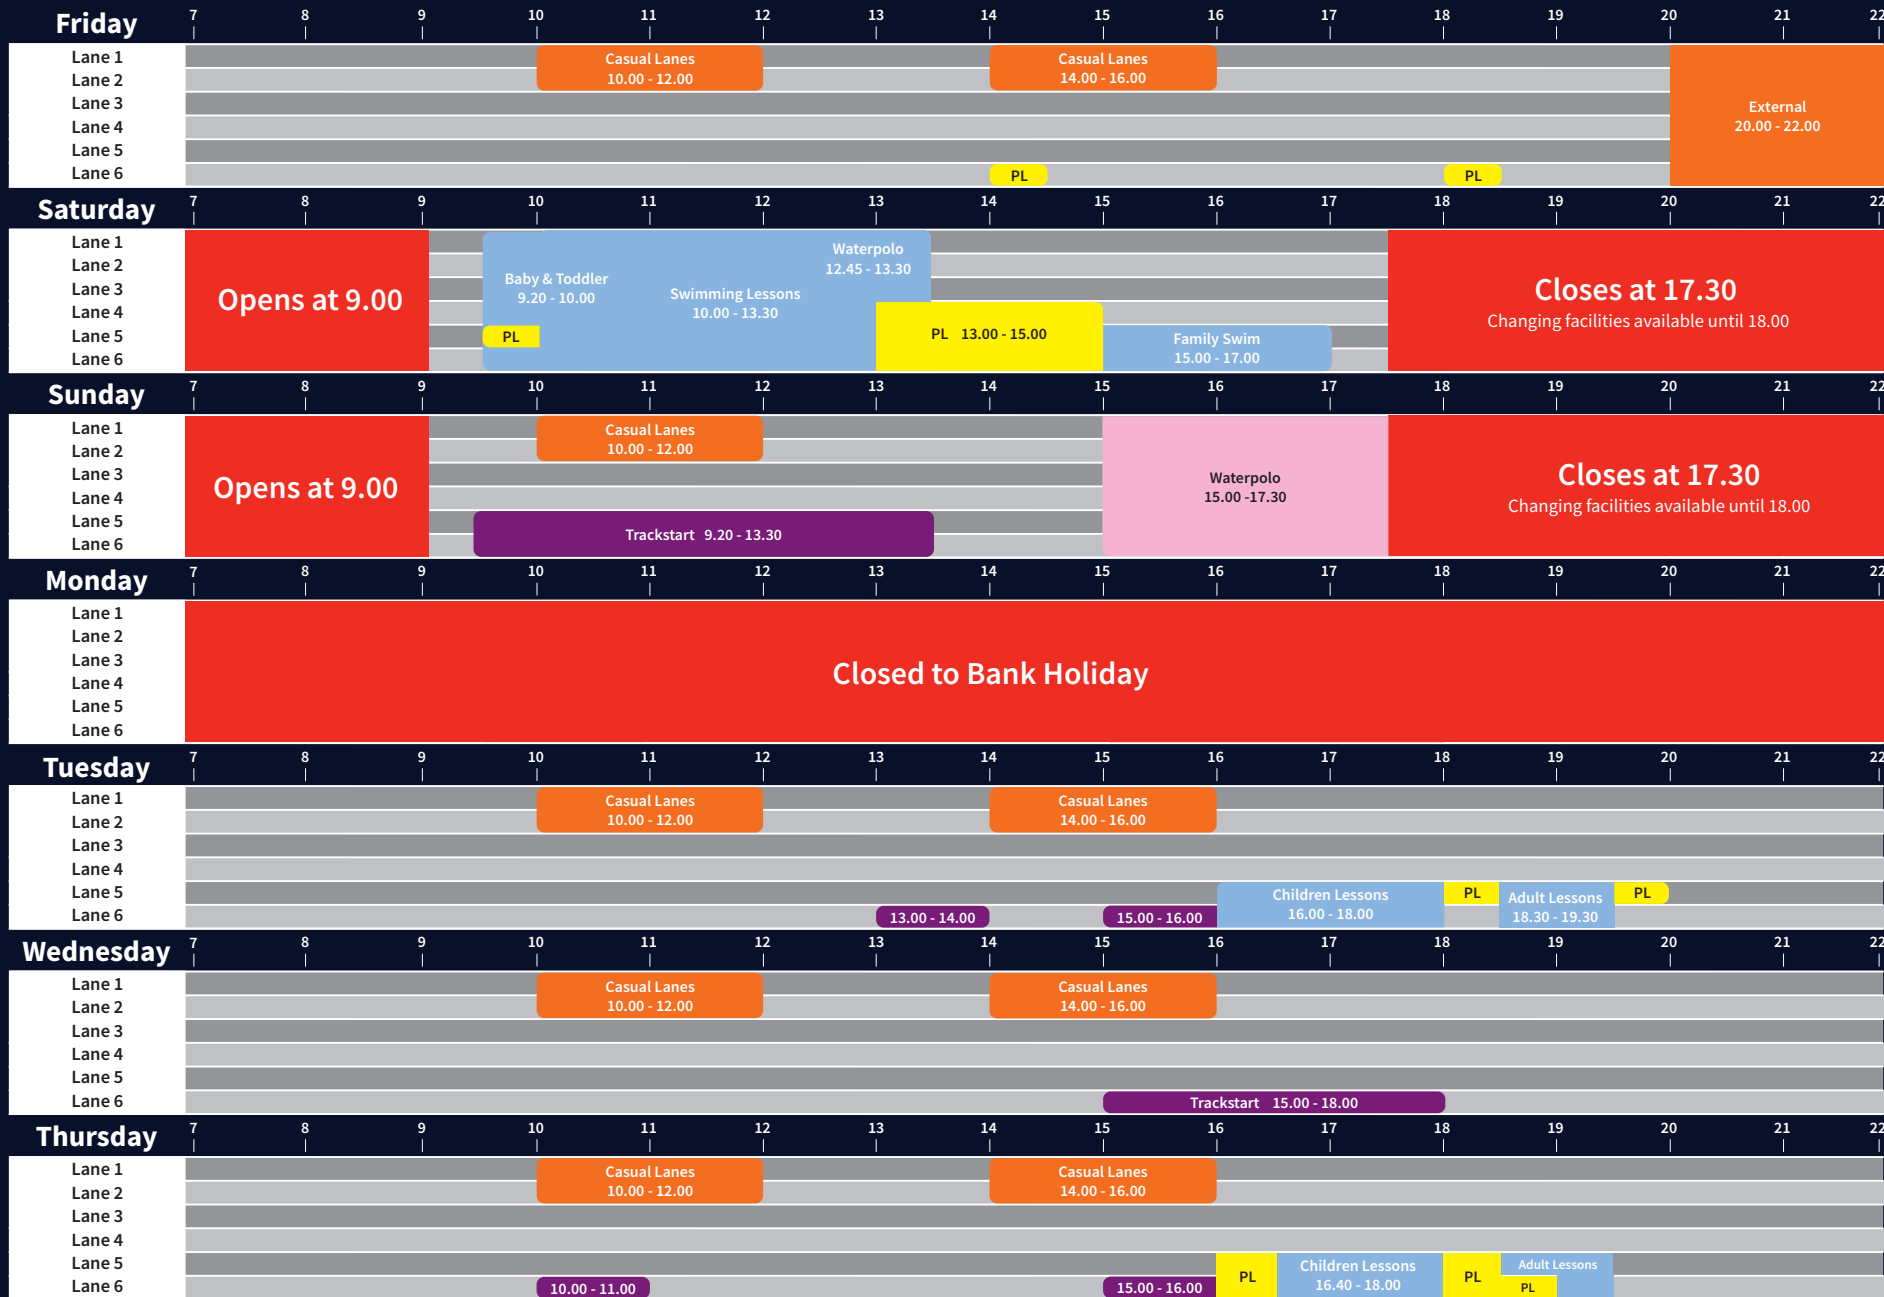 Friday 7 8 9 10 11 12 13 14 15 16 17 18 19 20 21 22
Lane 1
Lane 2
Lane 3
Lane 4
Lane 5
Lane 6
Casual Lanes
10.00 - 12.00
Casual Lanes
14.00 - 16.00
External
20.00 - 22.00
PL
PL
Saturday 7 8 9 10 11 12 13 14 15 16 17 18 19 20 21 22
Lane 1
Lane 2
Lane 3
Lane 4
Lane 5
Lane 6
Opens at 9.00
Baby & Toddler
9.20 - 10.00
PL
Swimming Lessons
10.00 - 13.30
Waterpolo
12.45 - 13.30
PL 13.00 - 15.00
Family Swim
15.00 - 17.00
Closes at 17.30
Changing facilities available until 18.00
Sunday 7 8 9 10 11 12 13 14 15 16 17 18 19 20 21 22
Lane 1
Lane 2
Lane 3
Lane 4
Lane 5
Lane 6
Opens at 9.00
Casual Lanes
10.00 - 12.00
Trackstart 9.20 - 13.30
Waterpolo
15.00 -17.30
Closes at 17.30
Changing facilities available until 18.00
Monday 7 8 9 10 11 12 13 14 15 16 17 18 19 20 21 22
Lane 1
Lane 2
Lane 3
Lane 4
Lane 5
Lane 6
Closed to Bank Holiday
Tuesday 7 8 9 10 11 12 13 14 15 16 17 18 19 20 21 22
Lane 1
Lane 2
Lane 3
Lane 4
Lane 5
Lane 6
Casual Lanes
10.00 - 12.00
Casual Lanes
14.00 - 16.00
13.00 - 14.00
15.00 - 16.00
Children Lessons
16.00 - 18.00
PL
Adult Lessons
18.30 - 19.30
PL
Wednesday 7 8 9 10 11 12 13 14 15 16 17 18 19 20 21 22
Lane 1
Lane 2
Lane 3
Lane 4
Lane 5
Lane 6
Casual Lanes
10.00 - 12.00
Casual Lanes
14.00 - 16.00
Trackstart 15.00 - 18.00
Thursday 7 8 9 10 11 12 13 14 15 16 17 18 19 20 21 22
Lane 1
Lane 2
Lane 3
Lane 4
Lane 5
Lane 6
Casual Lanes
10.00 - 12.00
Casual Lanes
14.00 - 16.00
10.00 - 11.00
15.00 - 16.00
PL
Children Lessons
16.40 - 18.00
PL
Adult Lessons
PL